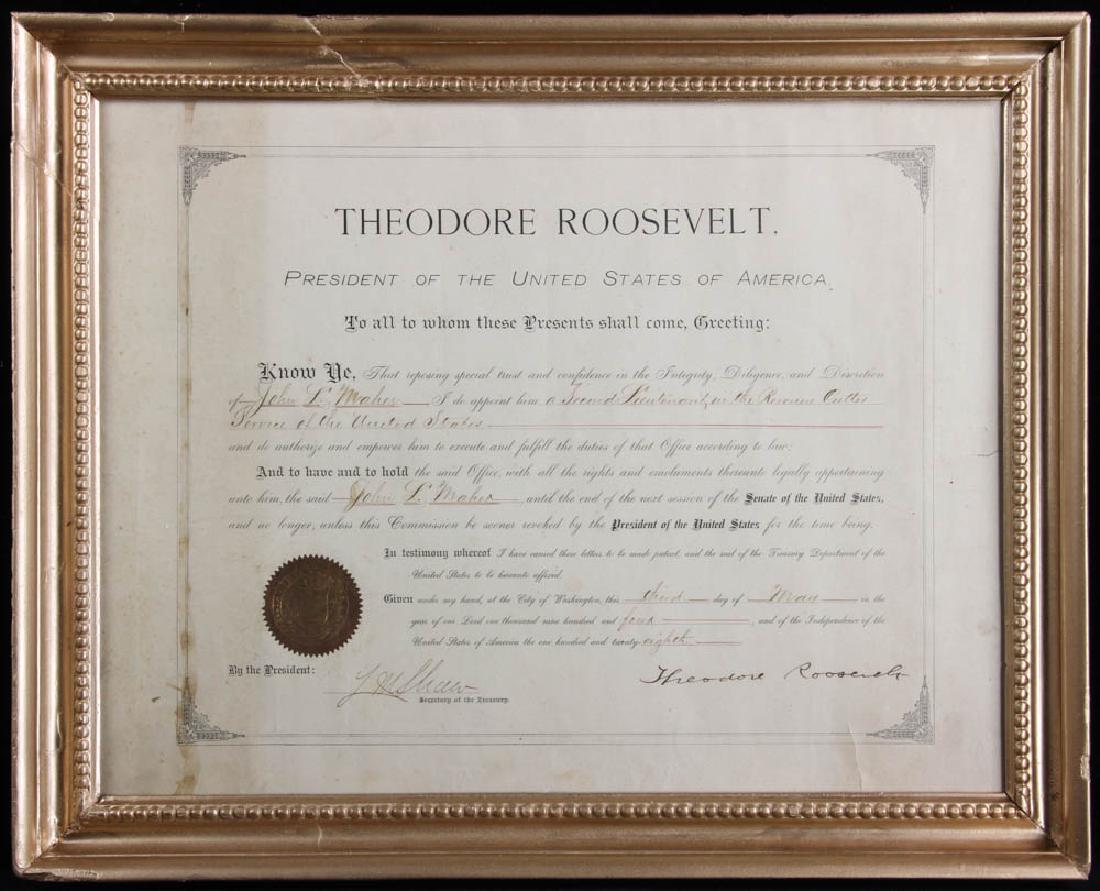 THEODORE ROOSEVELT.
PRESIDENT OF THE UNITED STATES OF AMERICA.
To all to whom these Presents shall come, Greeting:
Know Ye, That reposing special trust and confidence in the Integrity, Diligence, and Discretion
of John L. Maher I do appoint him a Second Lieutenant, in the Revenue Cutter
Service of the United States
and do authorize and empower him to execute and fulfill the duties of that Office according to law;
And to have and to hold the said Office, with all the rights and emoluments thereunto legally appertaining
unto him, the said John L. Maher, until the end of the next session of the Senate of the United States,
and no longer, unless this Commission be sooner revoked by the President of the United States for the time being.
In testimony whereof I have caused these letters to be made patent, and the seal of the Treasury Department of the
United States to be hereunto affixed.
Given under my hand, at the City of Washington, this third day of May in the
year of our Lord one thousand nine hundred and four, and of the Independence of the
United States of America the one hundred and twenty-eighth
By the President:
Theodore Roosevelt
L M Shaw
Secretary of the Treasury.